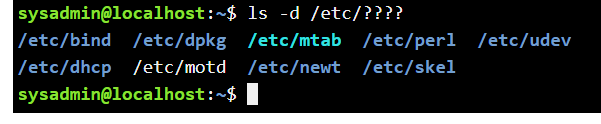 sysadmin@localhost:~$ ls -d /etc/????
/etc/bind  /etc/dpkg  /etc/mtab  /etc/perl  /etc/udev
/etc/dhcp  /etc/motd  /etc/newt  /etc/skel
sysadmin@localhost:~$